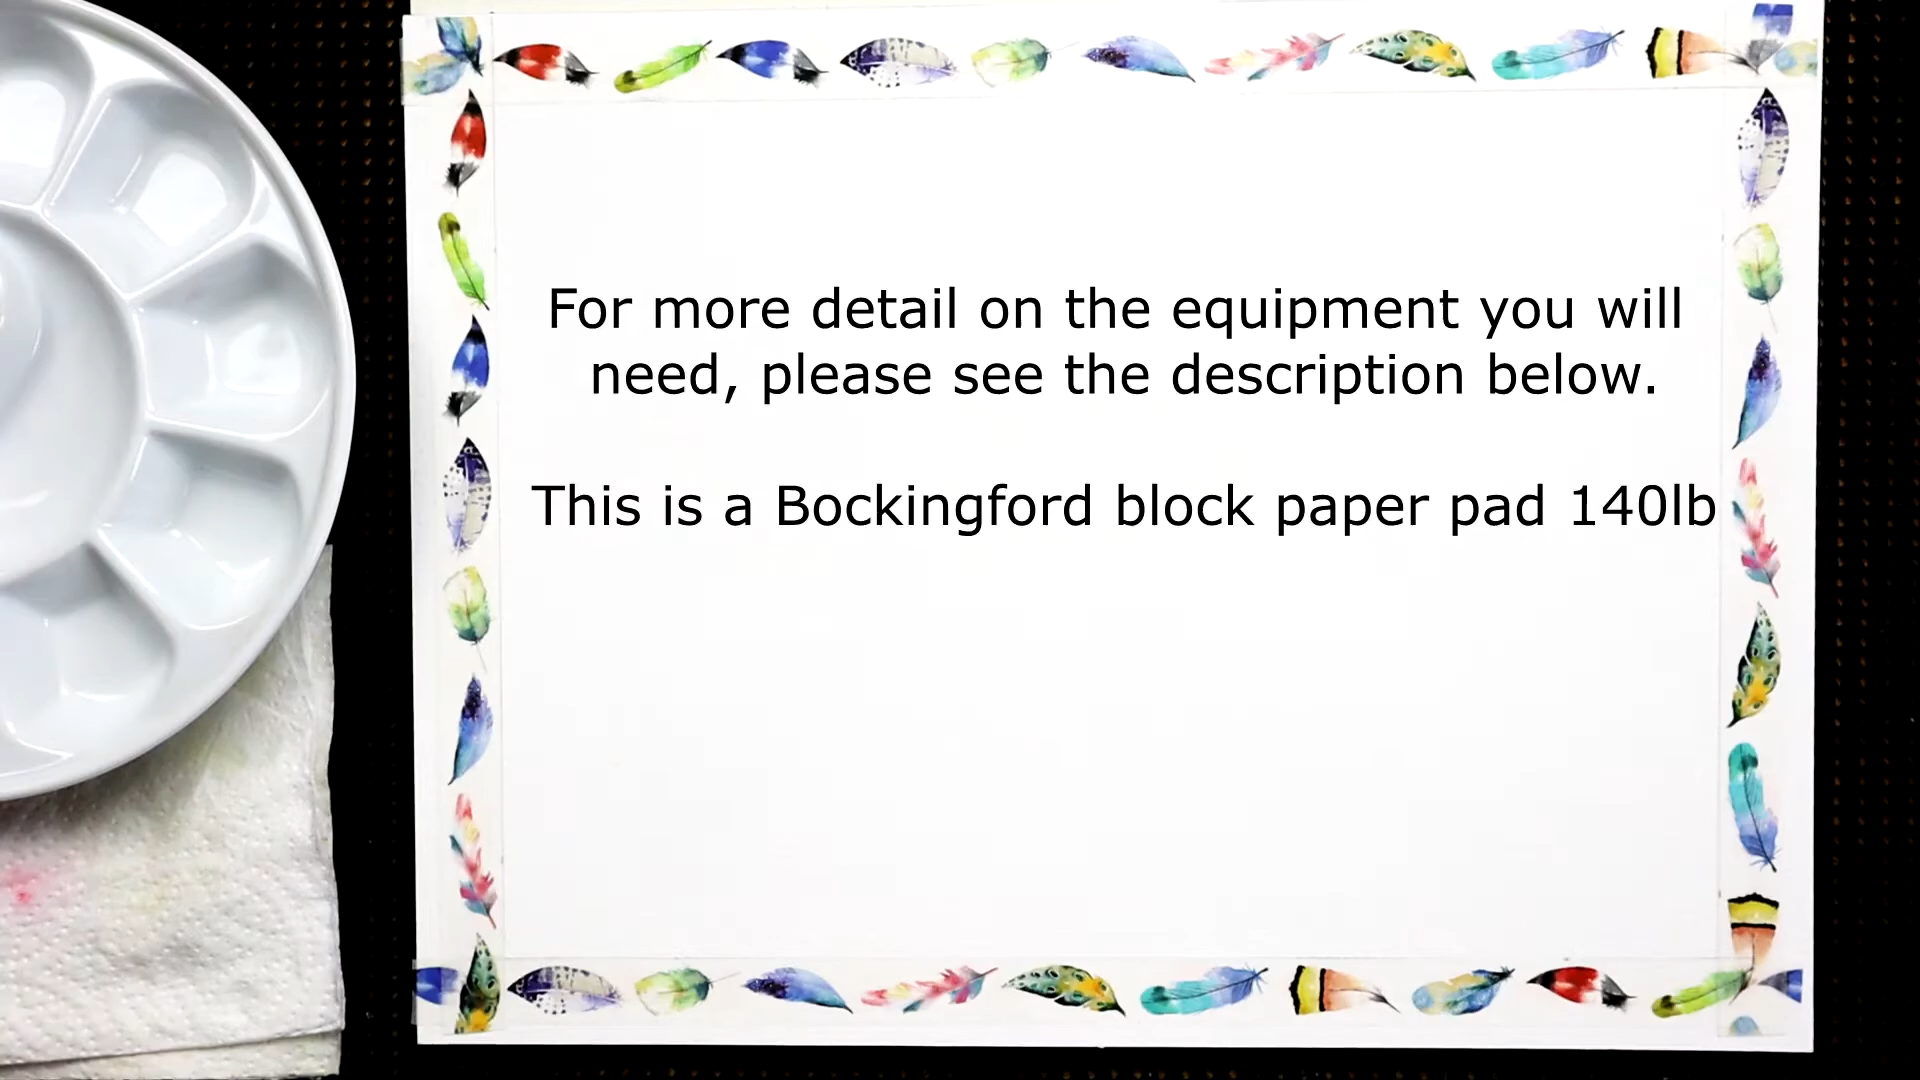 For more detail on the equipment you will
need, please see the description below.
This is a Bockingford block paper pad 140lb